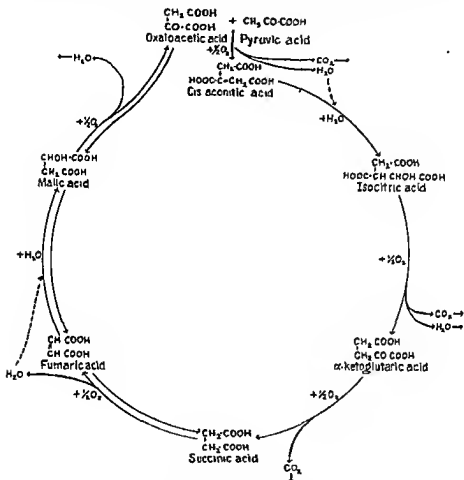 CH₂ COOH
CO·COOH + CH₃ CO·COOH
Oxaloacetic acid Pyruvic acid
+½O₂
CO₂
H₂O
CH·COOH
HOOC·C–CH₂COOH
Cis aconitic acid
+H₂O
CH₂·COOH
HOOC·CH CHOH COOH
Isocitric acid
+½O₂
CO₂
H₂O
CH₂ COOH
CH₂ CO COOH
α-ketoglutaric acid
+½O₂
CO₂
CH₂·COOH
CH₂ COOH
Succinic acid
+½O₂
H₂O
CH COOH
CH COOH
Fumaric acid
+H₂O
CHOH·COOH
CH₂ COOH
Malic acid
+½O₂
H₂O